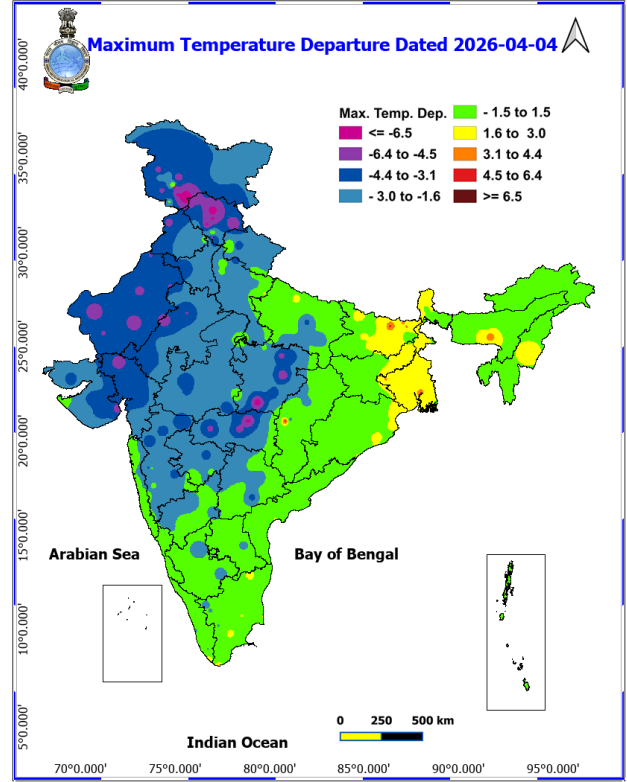 Maximum Temperature Departure Dated 2026-04-04
Max. Temp. Dep.
<= -6.5
-6.4 to -4.5
-4.4 to -3.1
- 3.0 to -1.6
- 1.5 to 1.5
1.6 to 3.0
3.1 to 4.4
4.5 to 6.4
>= 6.5
40°0.000'
35°0.000'
30°0.000'
25°0.000'
20°0.000'
15°0.000'
10°0.000'
5°0.000'
Arabian Sea
Bay of Bengal
Indian Ocean
0 250 500 km
70°0.000' 75°0.000' 80°0.000' 85°0.000' 90°0.000' 95°0.000'